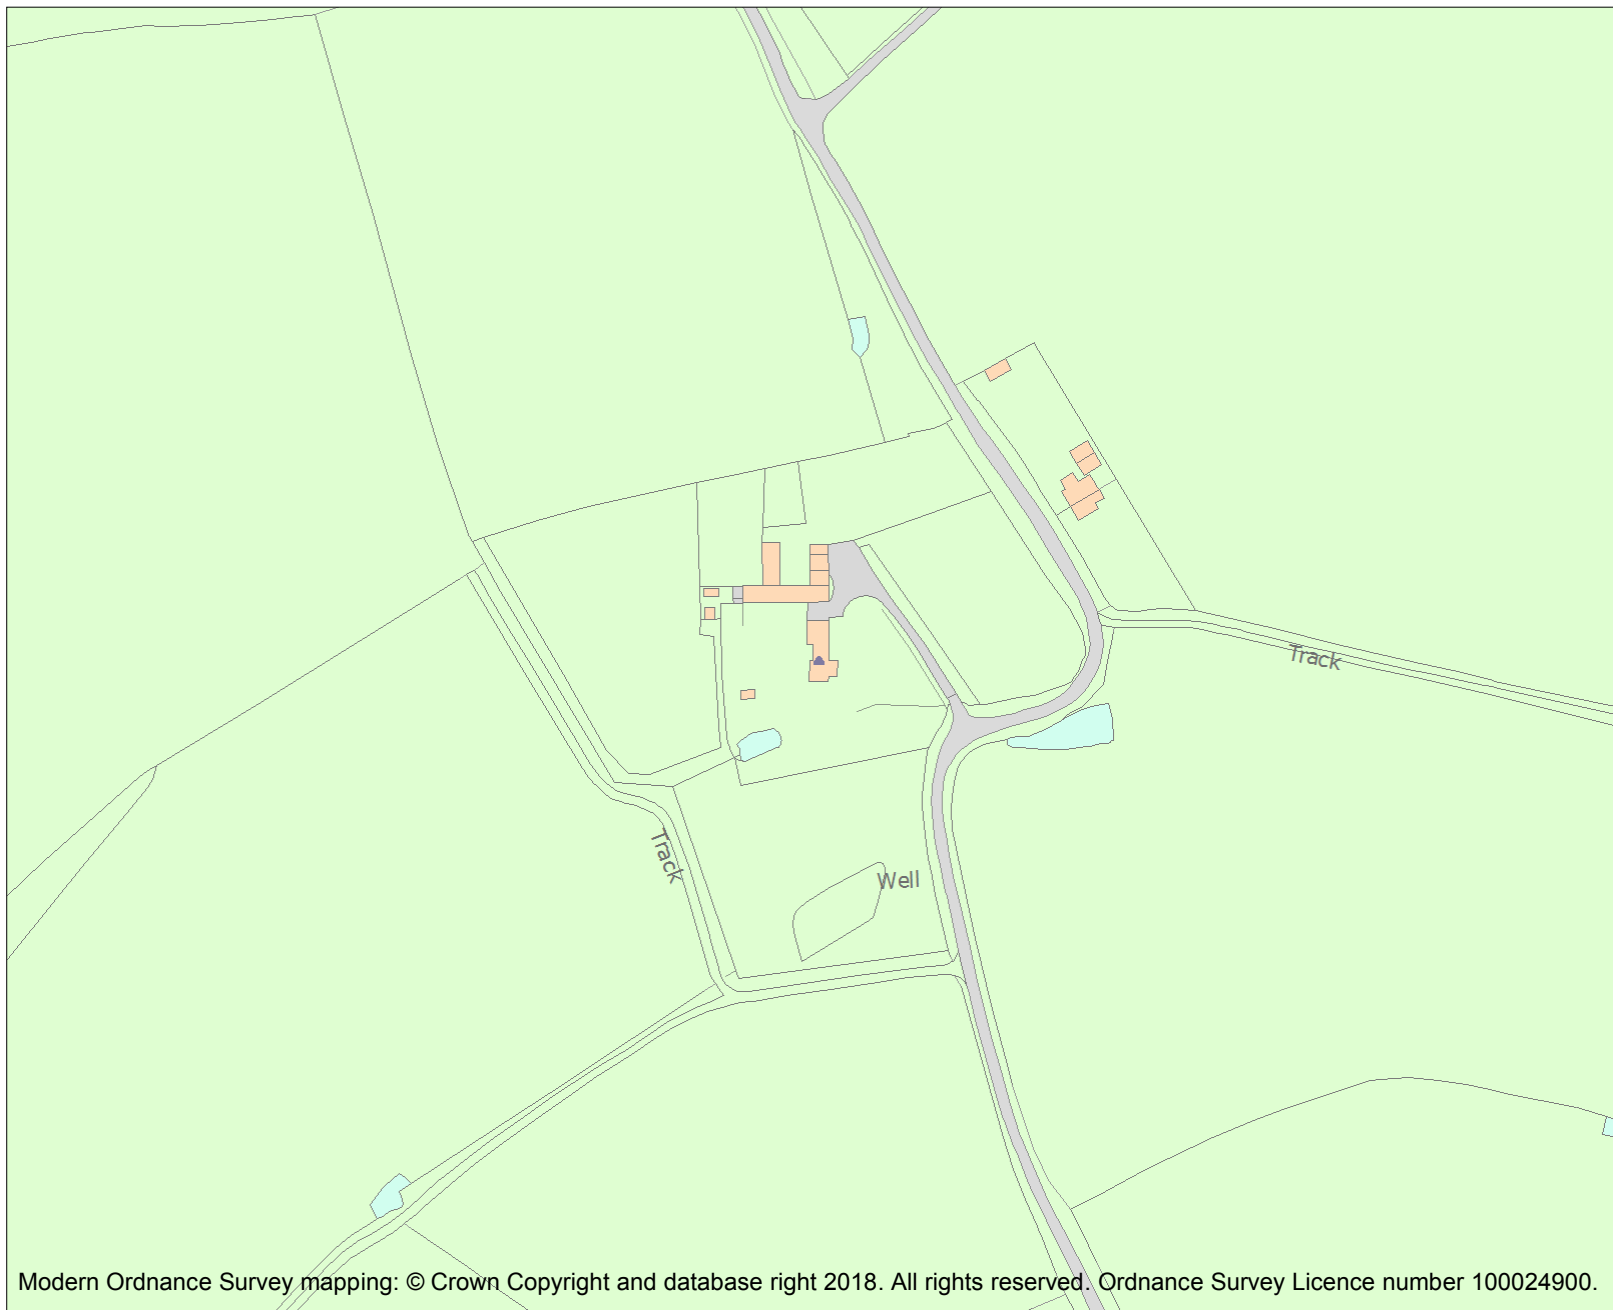 Track
Track
Well
Modern Ordnance Survey mapping: © Crown Copyright and database right 2018. All rights reserved. Ordnance Survey Licence number 100024900.